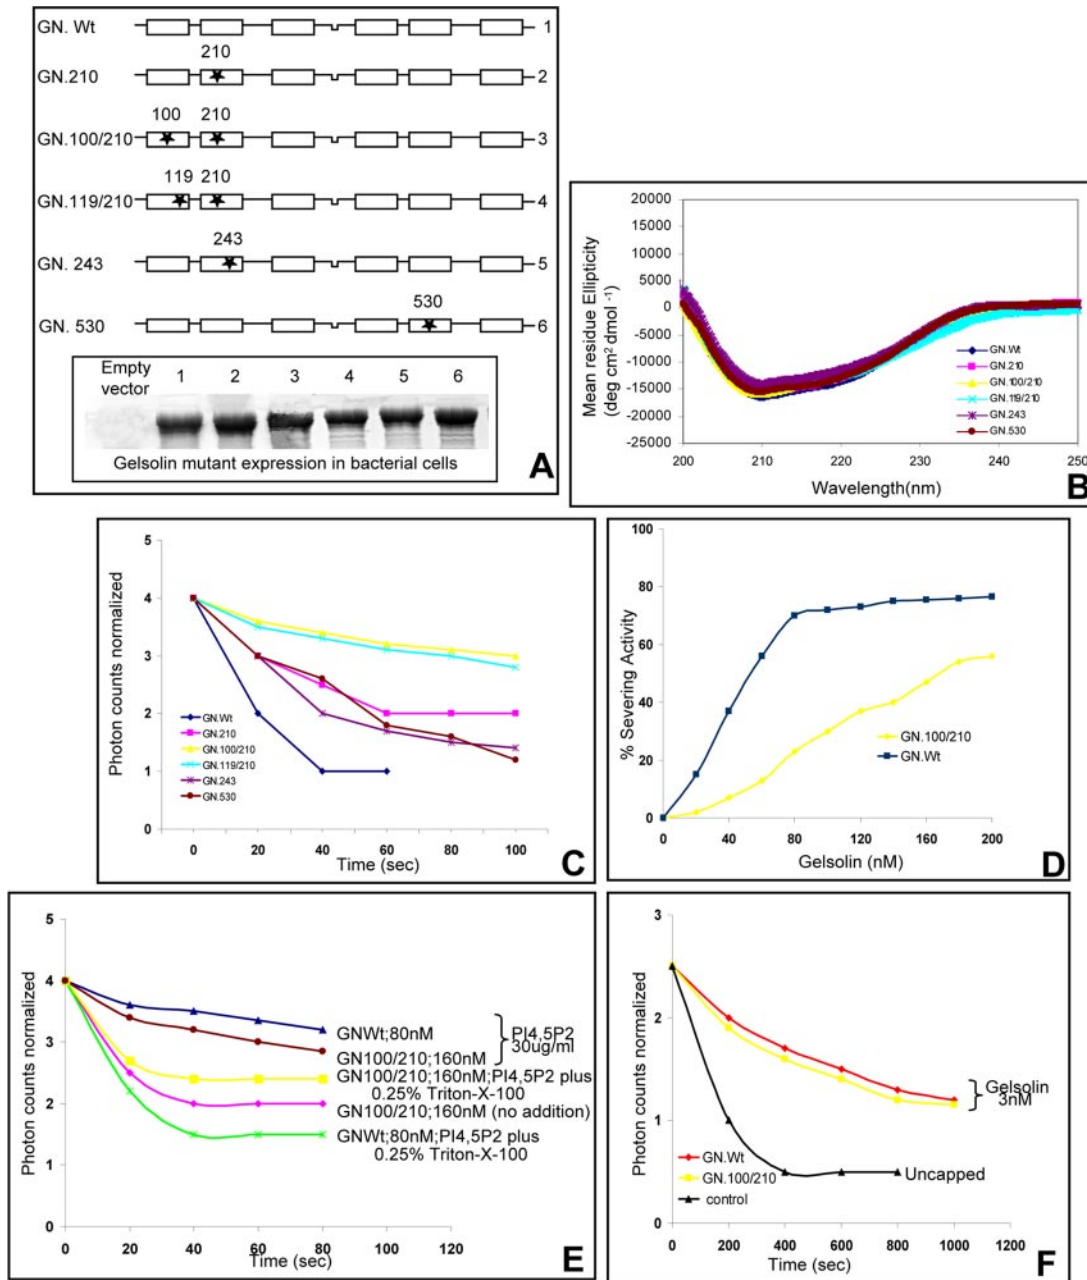 GN. Wt 1
210
GN.210 2
100 210
GN.100/210 3
119 210
GN.119/210 4
243
GN. 243 5
530
GN. 530 6
Empty
vector 1 2 3 4 5 6
Gelsolin mutant expression in bacterial cells
A
Mean residue Ellipticity
(deg cm2 dmol -1)
20000
15000
10000
5000
0
-5000
-10000
-15000
-20000
-25000
GN.Wt
GN.210
GN.100/210
GN.119/210
GN.243
GN.530
200 210 220 230 240 250
Wavelength(nm)
B
Photon counts normalized
5
4
3
2
1
0
GN.Wt
GN.210
GN.100/210
GN.119/210
GN.243
GN.530
0 20 40 60 80 100
Time (sec)
C
% Severing Activity
100
80
60
40
20
0
GN.100/210
GN.Wt
0 40 80 120 160 200
Gelsolin (nM)
D
Photon counts normalized
5
4
3
2
1
0
GNWt;80nM
GN100/210;160nM
PI4,5P2
30ug/ml
GN100/210;160nM;PI4,5P2 plus
0.25% Triton-X-100
GN100/210;160nM (no addition)
GNWt;80nM;PI4,5P2 plus
0.25% Triton-X-100
0 20 40 60 80 100 120
Time (sec)
E
Photon counts normalized
3
2
1
0
Gelsolin
3nM
GN.Wt
GN.100/210
control
Uncapped
0 200 400 600 800 1000 1200
Time (sec)
F